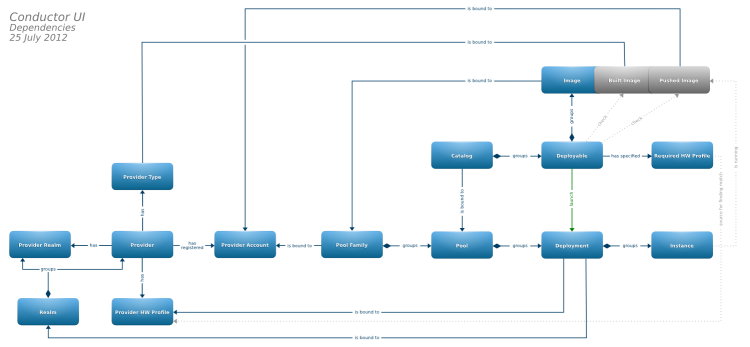 Conductor UI
Dependencies
25 July 2012
is bound to
is bound to
is bound to
Image
Built Image
Pushed Image
groups
check
check
is running
Catalog
groups
Deployable
has specified
Required HW Profile
Provider Type
has
is bound to
launch
source for finding match
Provider Realm
has
Provider
has
registered
Provider Account
is bound to
Pool Family
groups
Pool
groups
Deployment
groups
Instance
groups
has
Realm
Provider HW Profile
is bound to
is bound to